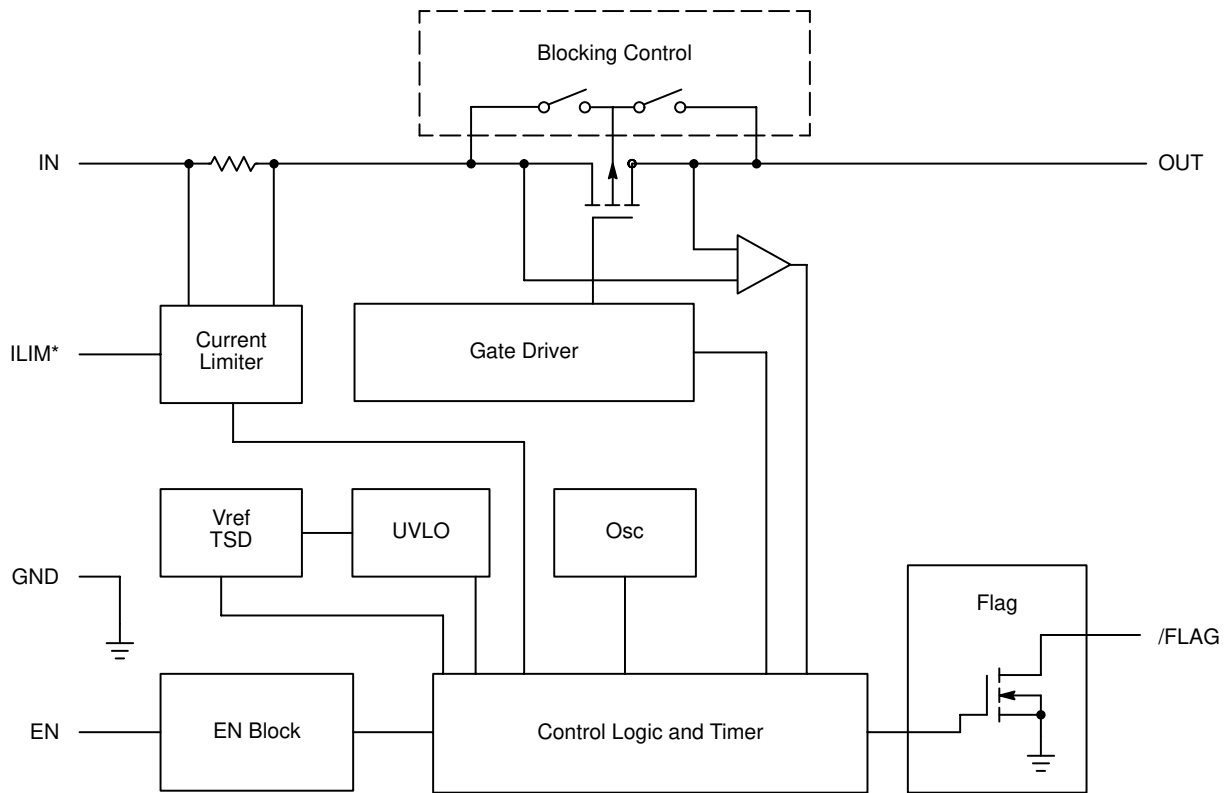 Blocking Control
IN
OUT
ILIM*
Current
Limiter
Gate Driver
Vref
TSD
UVLO
Osc
GND
Flag
/FLAG
EN
EN Block
Control Logic and Timer